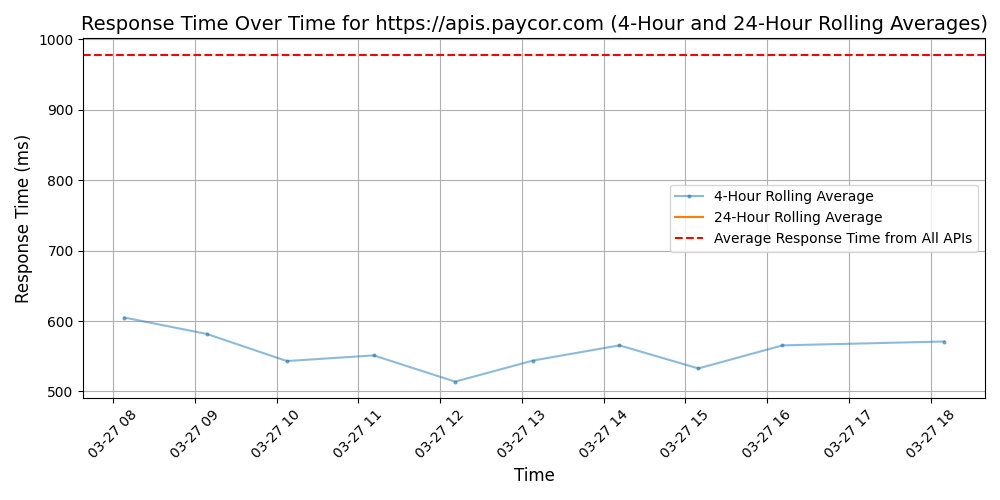 Response Time Over Time for https://apis.paycor.com (4-Hour and 24-Hour Rolling Averages)
Response Time (ms)
1000
900
800
700
600
500
4-Hour Rolling Average
24-Hour Rolling Average
Average Response Time from All APIs
03-27 08
03-27 09
03-27 10
03-27 11
03-27 12
03-27 13
03-27 14
03-27 15
03-27 16
03-27 17
03-27 18
Time